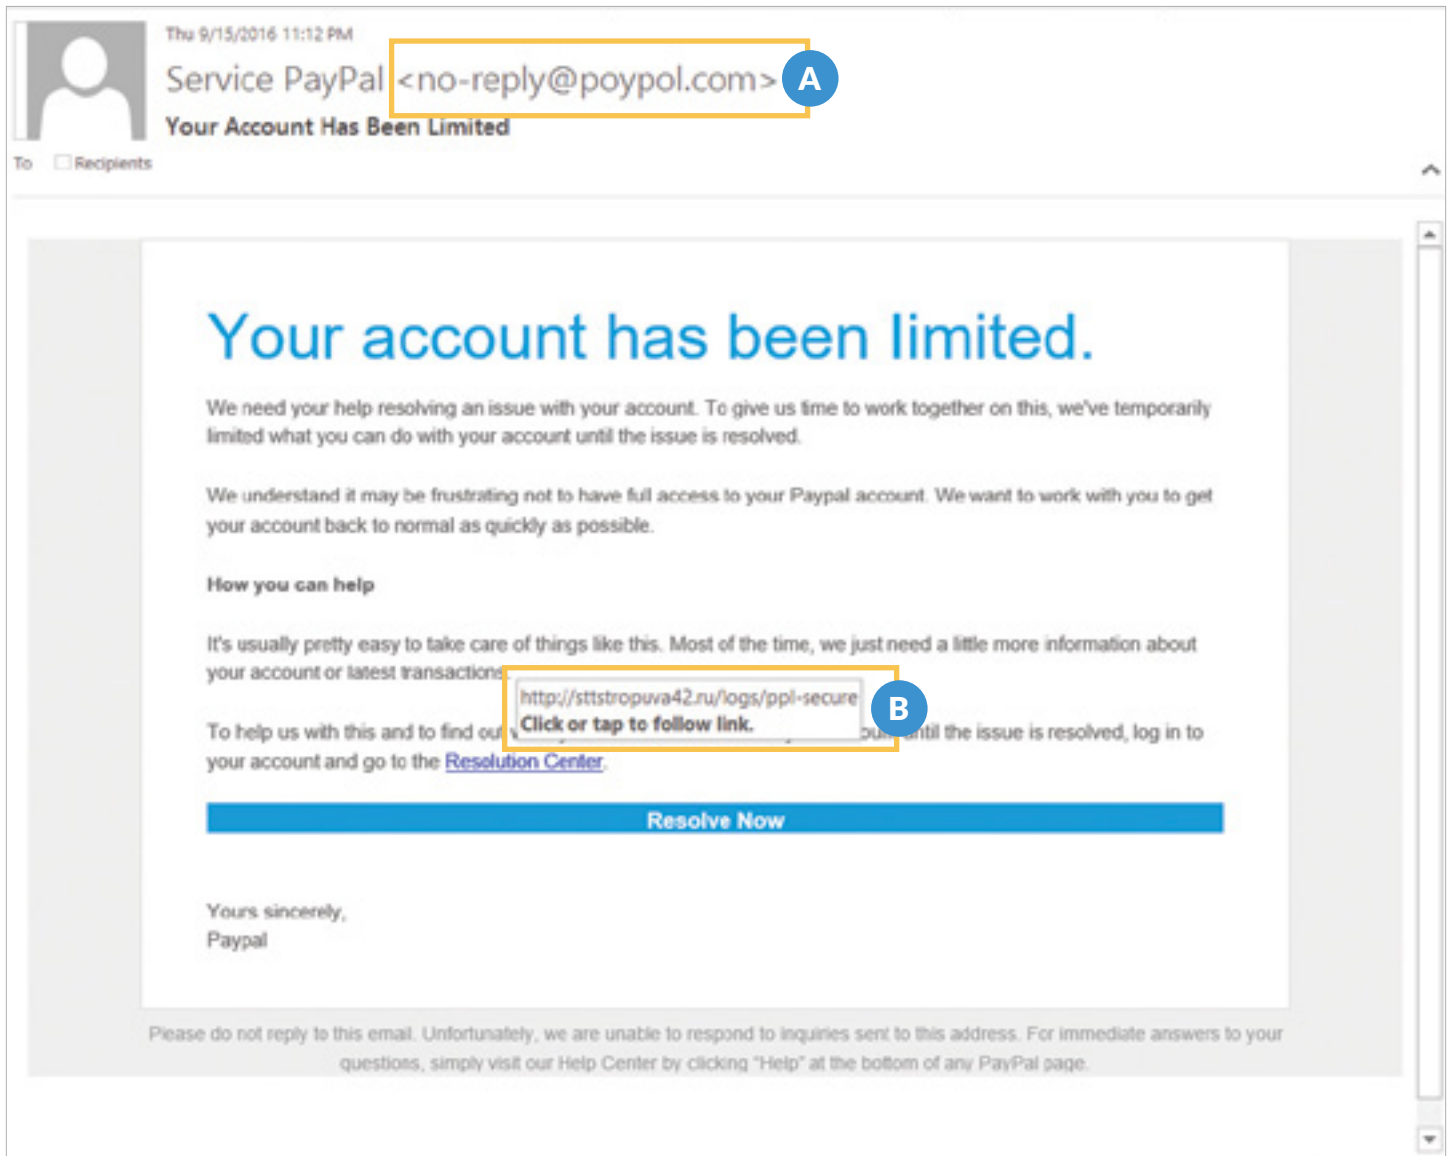 Thu 9/15/2016 11:12 PM
Service PayPal <no-reply@poypol.com>
A
Your Account Has Been Limited
To Recipients
Your account has been limited.
We need your help resolving an issue with your account. To give us time to work together on this, we've temporarily
limited what you can do with your account until the issue is resolved.
We understand it may be frustrating not to have full access to your Paypal account. We want to work with you to get
your account back to normal as quickly as possible.
How you can help
It's usually pretty easy to take care of things like this. Most of the time, we just need a little more information about
your account or latest transactions.
http://sttstropuva42.ru/logs/ppl-secure
Click or tap to follow link.
B
To help us with this and to find out until the issue is resolved, log in to
your account and go to the Resolution Center.
Resolve Now
Yours sincerely,
Paypal
Please do not reply to this email. Unfortunately, we are unable to respond to inquiries sent to this address. For immediate answers to your
questions, simply visit our Help Center by clicking "Help" at the bottom of any PayPal page.